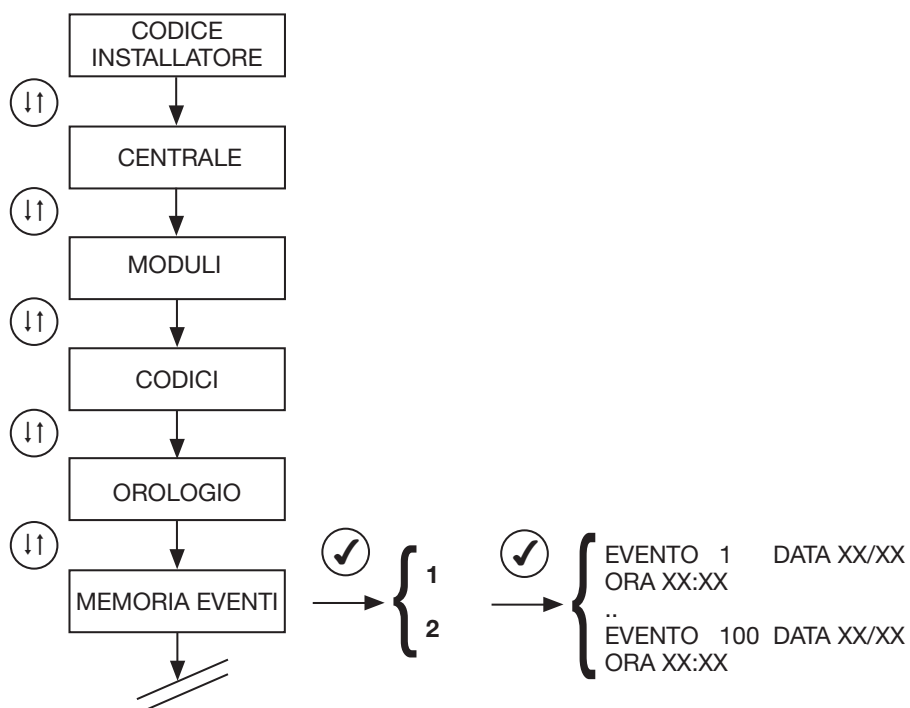 CODICE
INSTALLATORE
CENTRALE
MODULI
CODICI
OROLOGIO
MEMORIA EVENTI
1
2
EVENTO 1 DATA XX/XX
ORA XX:XX
..
EVENTO 100 DATA XX/XX
ORA XX:XX